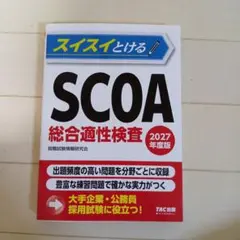 スイスイとける!
SCOA
総合適性検査
2027
年度版
就職試験情報研究会
出題頻度の高い問題を分野ごとに収録
豊富な練習問題で確かな実力がつく
大手企業・公務員
採用試験に役立つ!
TAC出版